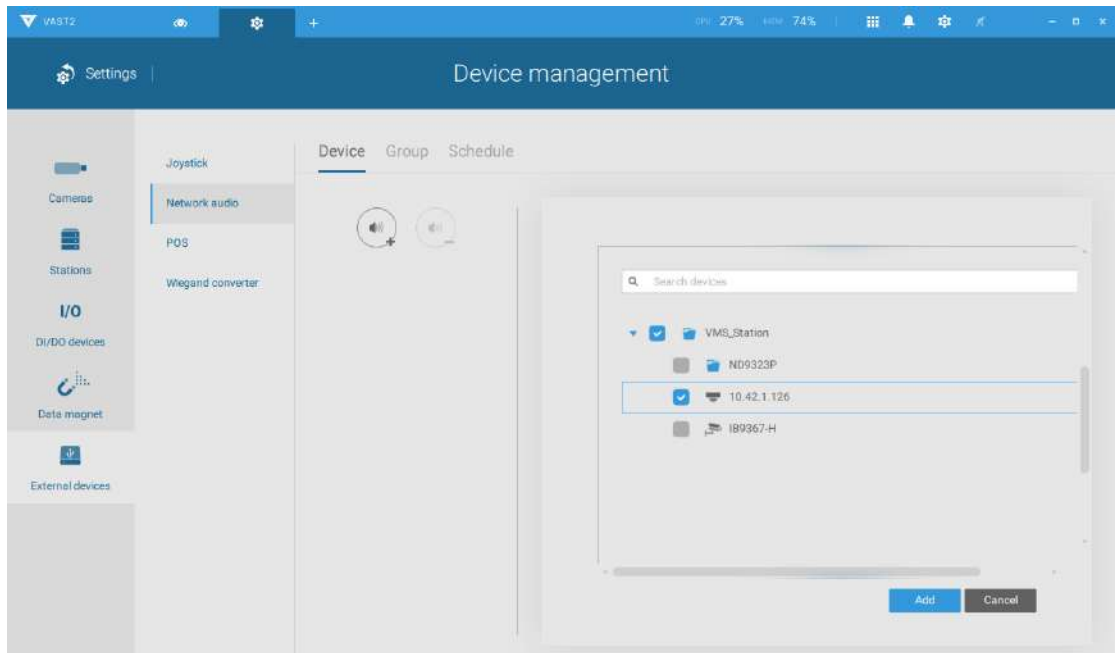 VAST2
+
CPU 27% MEM 74%
Settings
Device management
Cameras
Stations
I/O
DI/DO devices
Data magnet
External devices
Joystick
Network audio
POS
Wiegand converter
Device Group Schedule
Search devices
VMS_Station
ND9323P
10.42.1.126
IB9367-H
Add Cancel